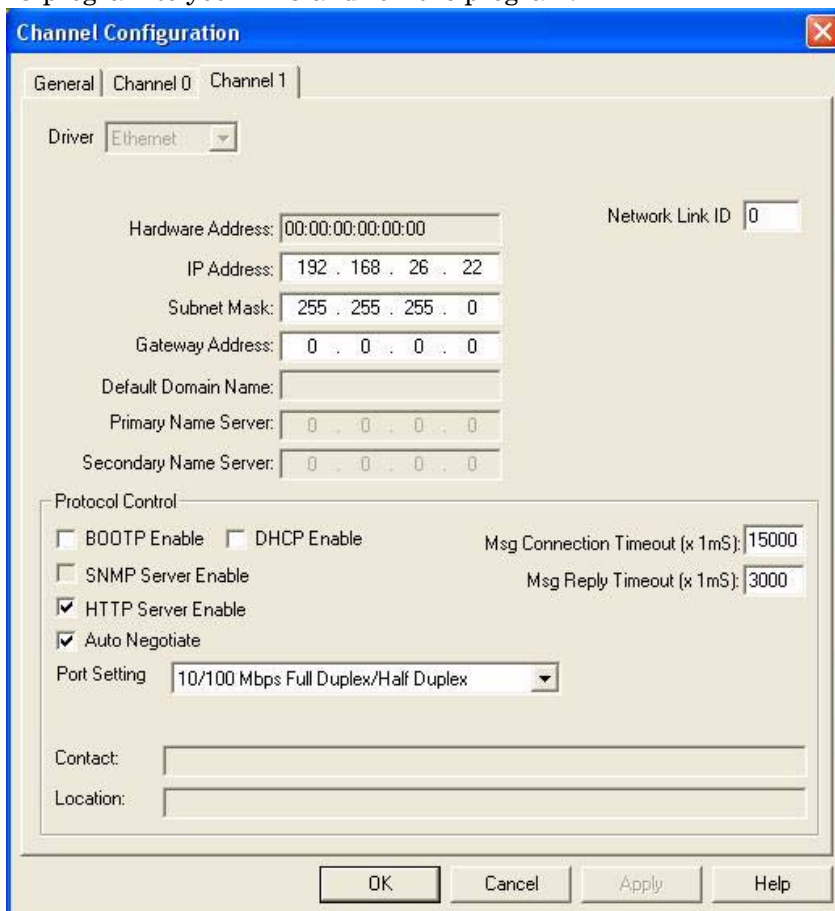 Channel Configuration
General Channel 0 Channel 1
Driver Ethernet
Network Link ID 0
Hardware Address: 00:00:00:00:00:00
IP Address: 192 . 168 . 26 . 22
Subnet Mask: 255 . 255 . 255 . 0
Gateway Address: 0 . 0 . 0 . 0
Default Domain Name:
Primary Name Server: 0 . 0 . 0 . 0
Secondary Name Server: 0 . 0 . 0 . 0
Protocol Control
BOOTP Enable DHCP Enable
Msg Connection Timeout (x 1mS): 15000
SNMP Server Enable
Msg Reply Timeout (x 1mS): 3000
HTTP Server Enable
Auto Negotiate
Port Setting 10/100 Mbps Full Duplex/Half Duplex
Contact:
Location:
OK Cancel Apply Help